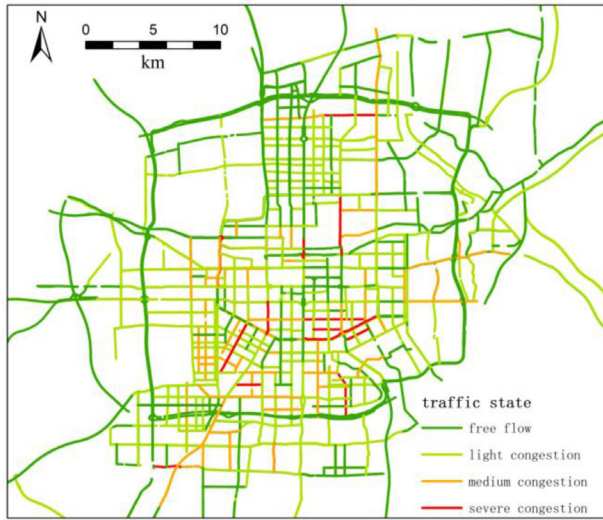 N
0 5 10
km
traffic state
free flow
light congestion
medium congestion
severe congestion